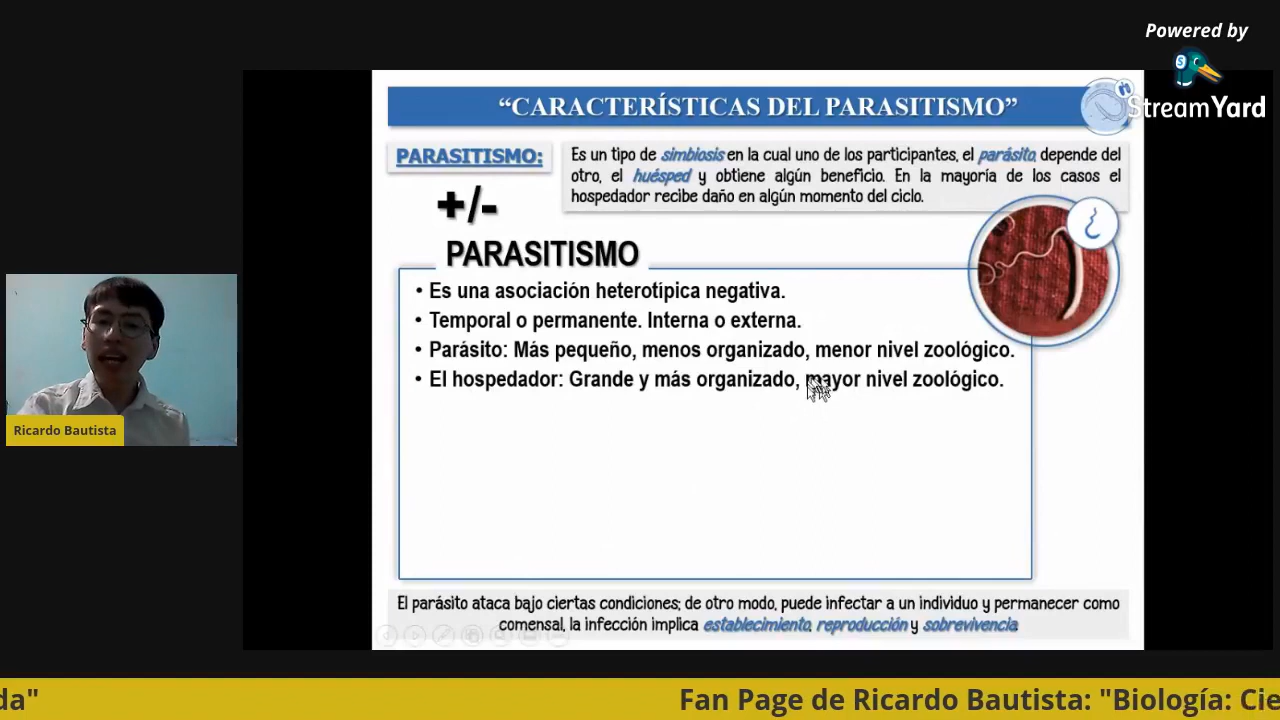 Powered by
StreamYard
“CARACTERÍSTICAS DEL PARASITISMO”
PARASITISMO:
Es un tipo de simbiosis en la cual uno de los participantes, el parásito, depende del
otro, el huésped y obtiene algún beneficio. En la mayoría de los casos el
hospedador recibe daño en algún momento del ciclo.
+/-
PARASITISMO
• Es una asociación heterotípica negativa.
• Temporal o permanente. Interna o externa.
• Parásito: Más pequeño, menos organizado, menor nivel zoológico.
• El hospedador: Grande y más organizado, mayor nivel zoológico.
Ricardo Bautista
El parásito ataca bajo ciertas condiciones; de otro modo, puede infectar a un individuo y permanecer como
comensal, la infección implica establecimiento, reproducción y sobrevivencia.
da" Fan Page de Ricardo Bautista: "Biología: Cie